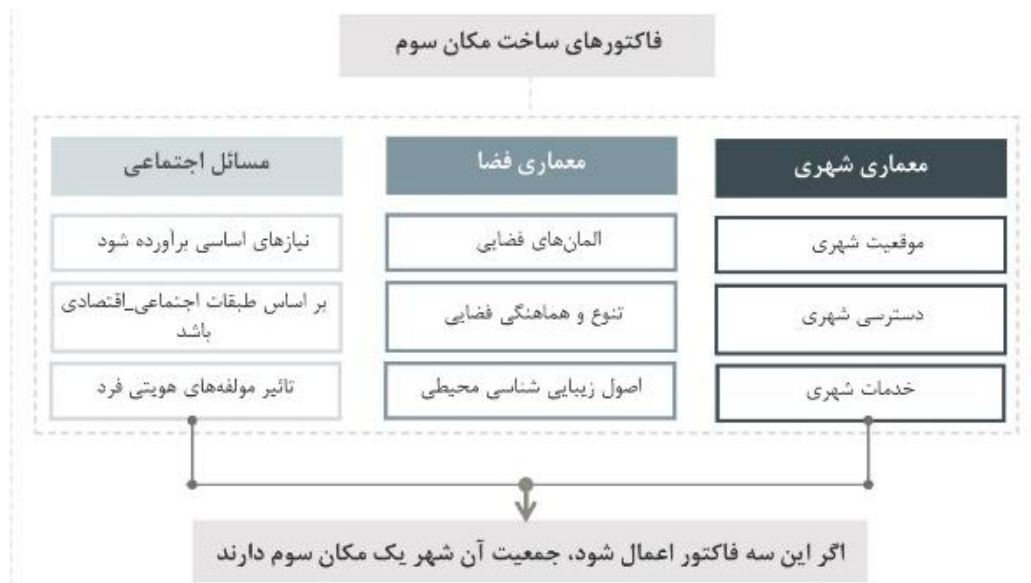 فاکتورهای ساخت مکان سوم
معماری شهری
موقعیت شهری
دسترسی شهری
خدمات شهری
معماری فضا
المان‌های فضایی
تنوع و هماهنگی فضایی
اصول زیبایی شناسی محیطی
مسائل اجتماعی
نیازهای اساسی برآورده شود
بر اساس طبقات اجتماعی_اقتصادی
باشد
تاثیر مولفه‌های هویتی فرد
اگر این سه فاکتور اعمال شود، جمعیت آن شهر یک مکان سوم دارند